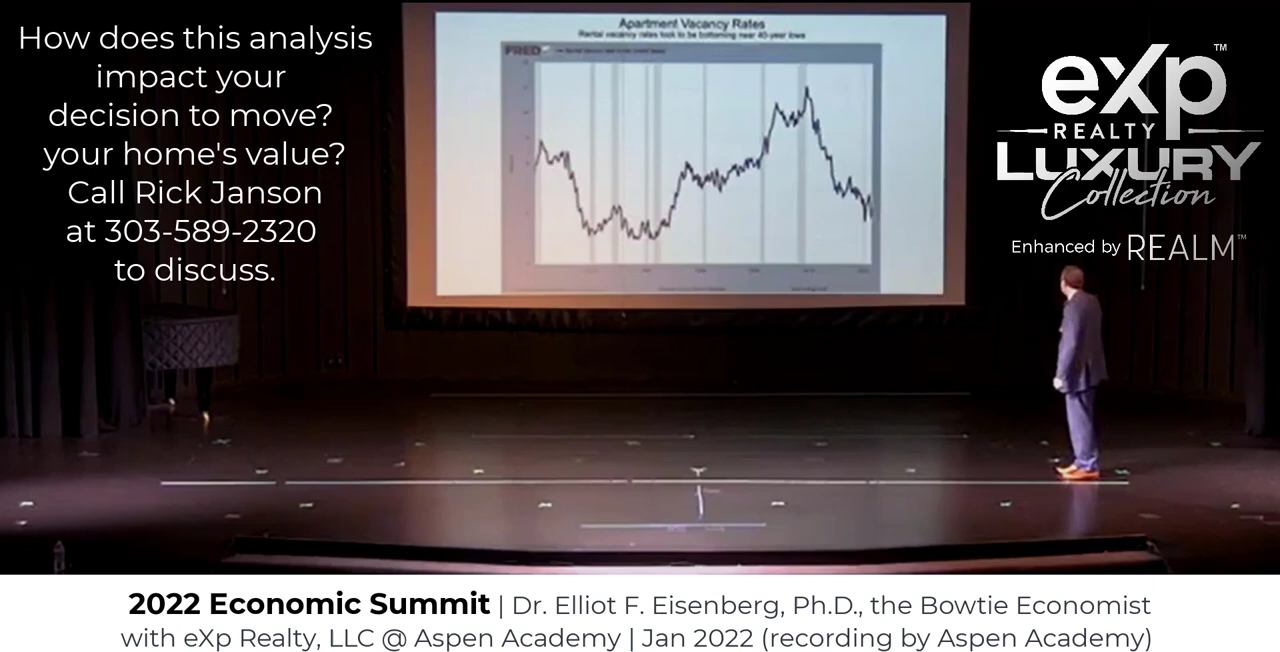 How does this analysis
impact your
decision to move?
your home's value?
Call Rick Janson
at 303-589-2320
to discuss.
Apartment Vacancy Rates
Rental vacancy rates look to be bottoming near 40-year lows
FRED
eXp™
REALTY
LUXURY
Collection
Enhanced by REALM™
2022 Economic Summit | Dr. Elliot F. Eisenberg, Ph.D., the Bowtie Economist
with eXp Realty, LLC @ Aspen Academy | Jan 2022 (recording by Aspen Academy)